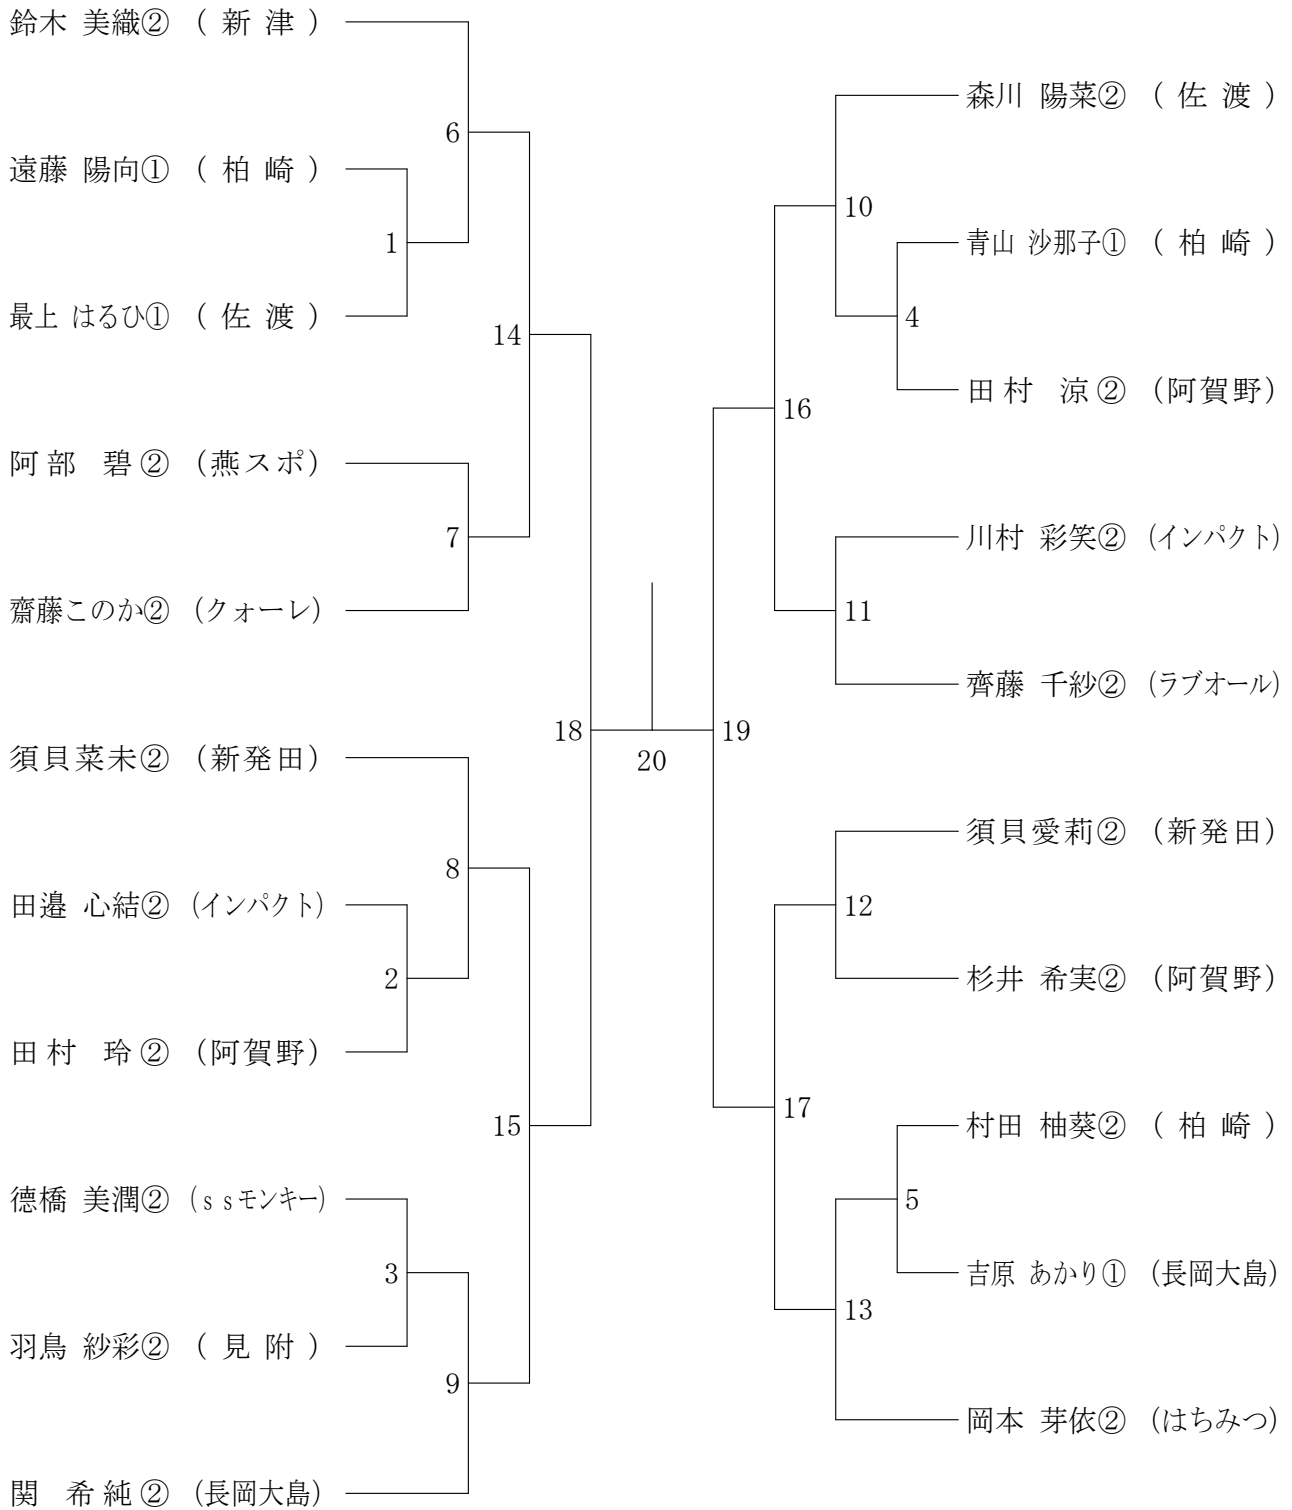 鈴木 美織② ( 新 津 )
6
遠藤 陽向① ( 柏 崎 )
1
最上 はるひ① ( 佐 渡 )
14
阿部 碧② (燕スポ)
7
齋藤このか② (クォーレ)
18
須貝菜未② (新発田)
8
田邉 心結② (インパクト)
2
田村 玲② (阿賀野)
15
德橋 美潤② (ｓｓモンキー)
3
羽鳥 紗彩② ( 見 附 )
9
関 希純② (長岡大島)
20
森川 陽菜② ( 佐 渡 )
10
青山 沙那子① ( 柏 崎 )
4
田村 涼② (阿賀野)
16
川村 彩笑② (インパクト)
11
齊藤 千紗② (ラブオール)
19
須貝愛莉② (新発田)
12
杉井 希実② (阿賀野)
17
村田 柚葵② ( 柏 崎 )
5
吉原 あかり① (長岡大島)
13
岡本 芽依② (はちみつ)